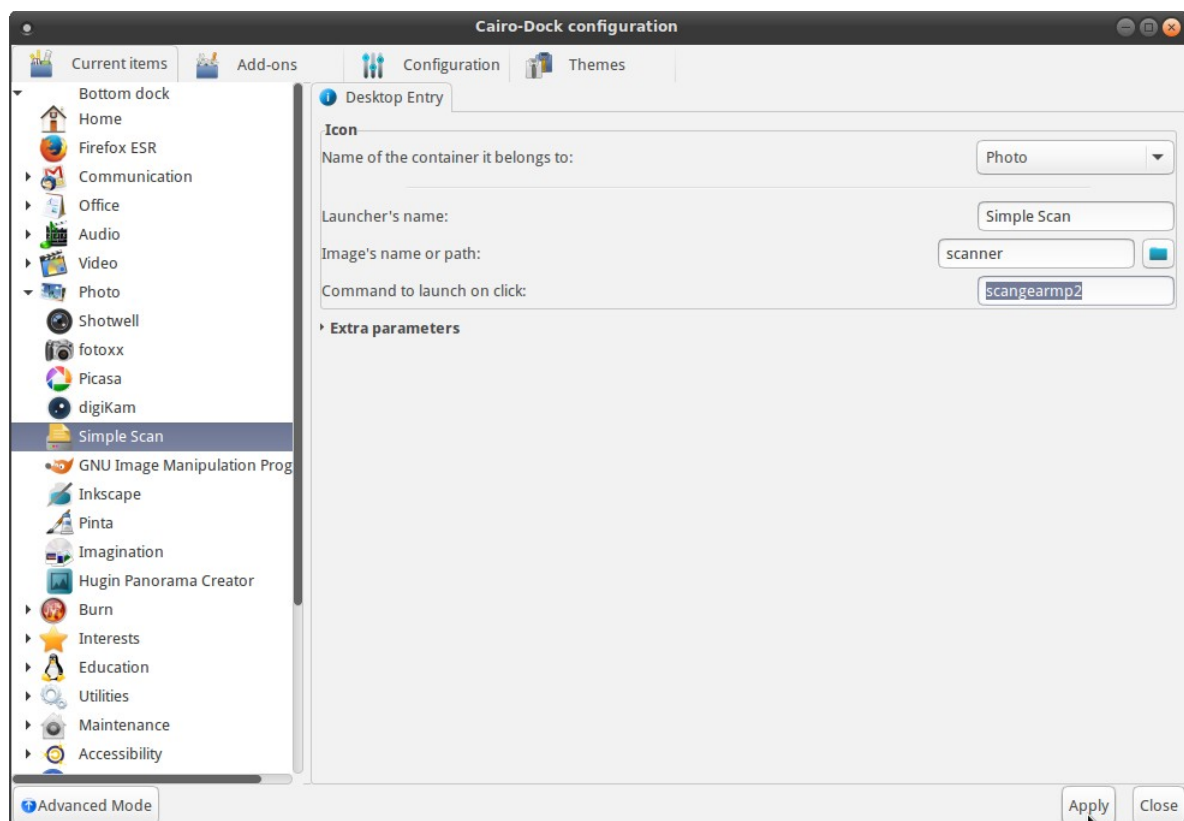 Cairo-Dock configuration
Current items
Add-ons
Configuration
Themes
Bottom dock
Home
Firefox ESR
Communication
Office
Audio
Video
Photo
Shotwell
fotoxx
Picasa
digiKam
Simple Scan
GNU Image Manipulation Prog
Inkscape
Pinta
Imagination
Hugin Panorama Creator
Burn
Interests
Education
Utilities
Maintenance
Accessibility
Desktop Entry
Icon
Name of the container it belongs to: Photo
Launcher's name: Simple Scan
Image's name or path: scanner
Command to launch on click: scangearmp2
Extra parameters
Advanced Mode
Apply
Close